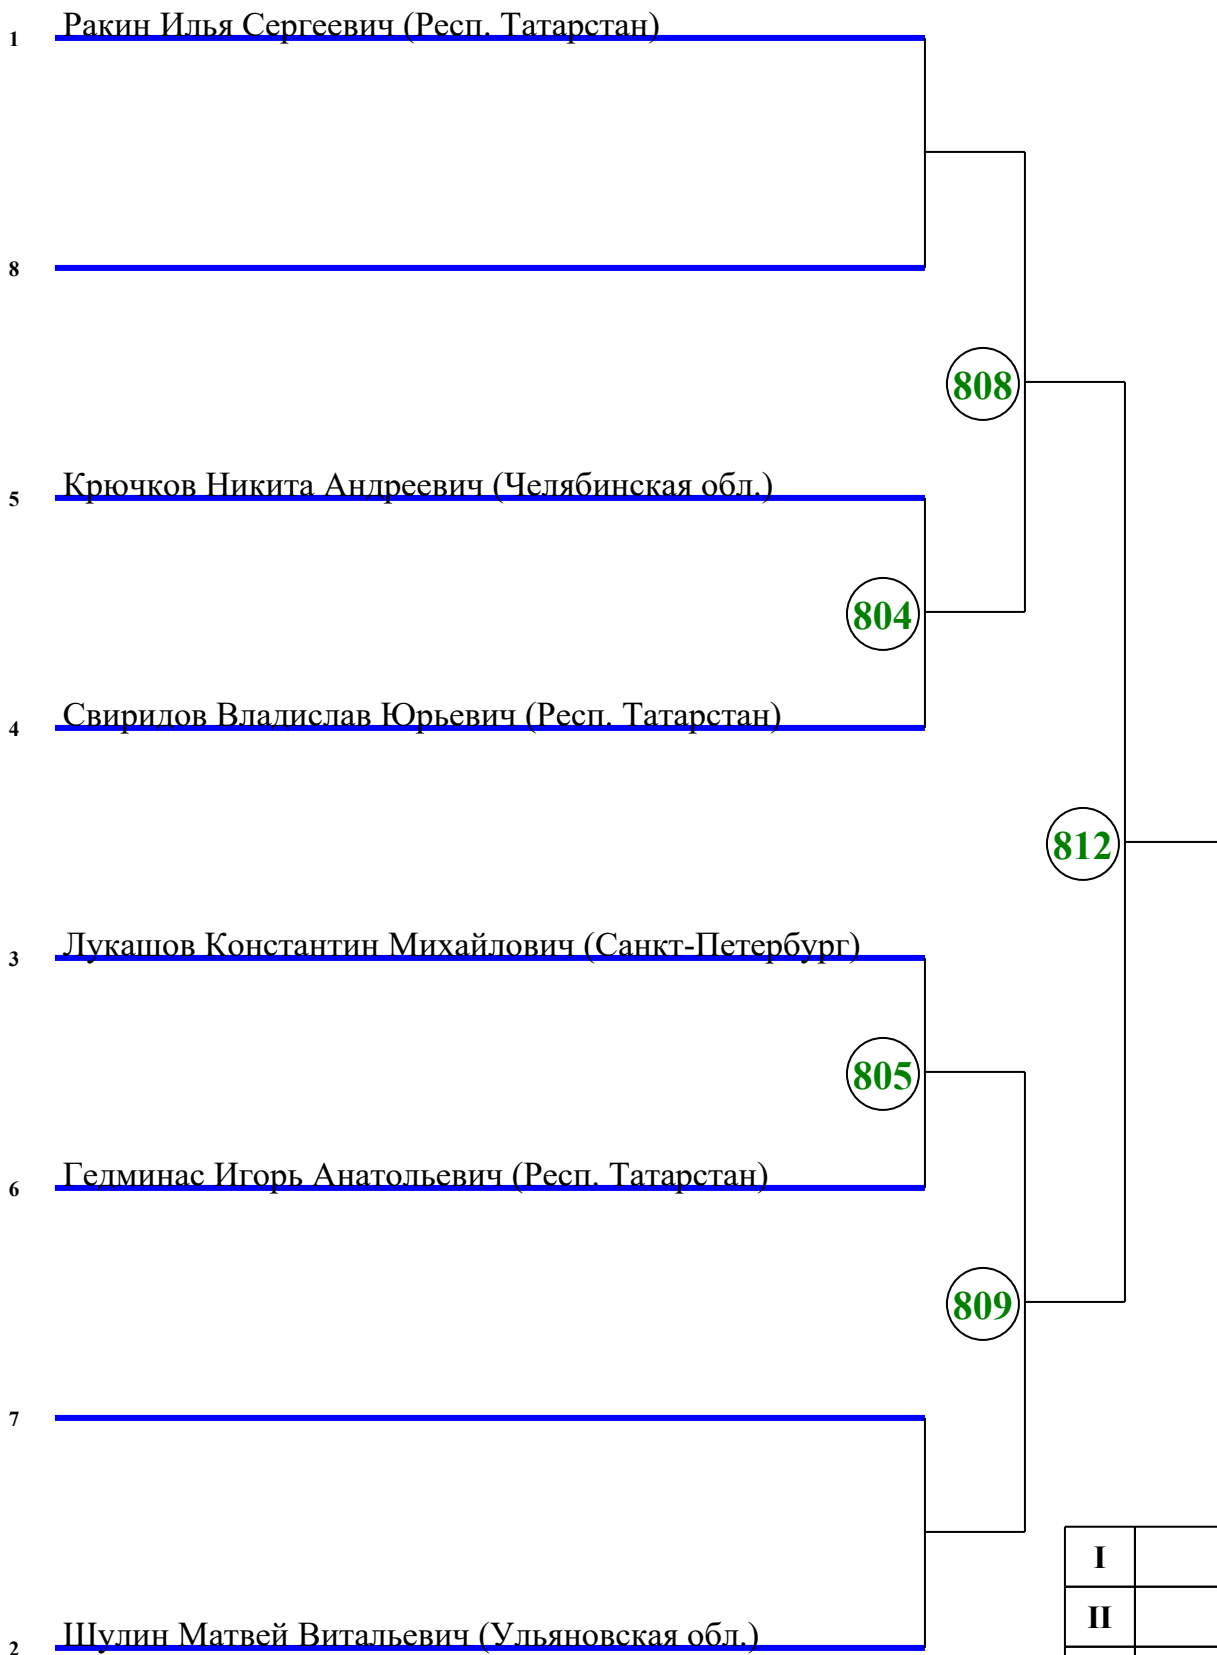 1 Ракин Илья Сергеевич (Респ. Татарстан)
8
808
5 Крючков Никита Андреевич (Челябинская обл.)
804
4 Свиридов Владислав Юрьевич (Респ. Татарстан)
812
3 Лукашов Константин Михайлович (Санкт-Петербург)
805
6 Гедминас Игорь Анатольевич (Респ. Татарстан)
809
7
I
II
2 Шулин Матвей Витальевич (Ульяновская обл.)